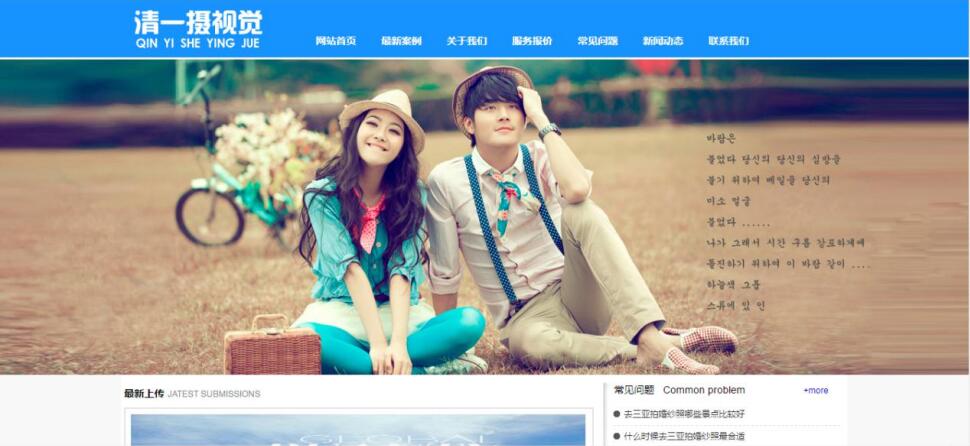 清一摄视觉
QIN YI SHE YING JUE
网站首页 最新案例 关于我们 服务报价 常见问题 新闻动态 联系我们
바람은
불었다 당신의 당신의 심방을
불기 위하여 베일을 당신의
미소 얼굴
불었다 ......
나가 그래서 시간 구름 강표하게에
돌진하기 위하여 이 바람 같이 ....
하늘색 그룹
스튜에 있 인
最新上传 JATEST SUBMISSIONS
常见问题 Common problem +more
去三亚拍婚纱照哪些景点比较好
什么时候去三亚拍婚纱照最合适